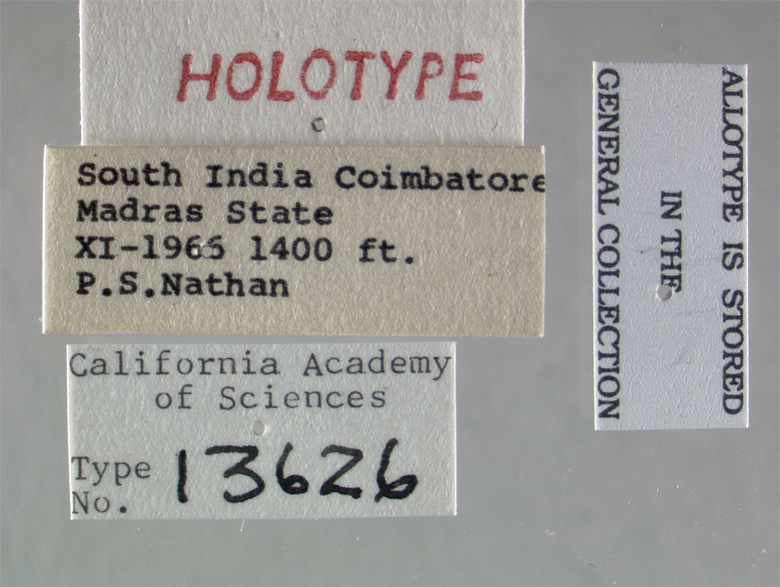 HOLOTYPE
South India Coimbatore
Madras State
XI-1965 1400 ft.
P.S.Nathan
California Academy
of Sciences
Type
No. 13626
ALLOTYPE IS STORED
IN THE
GENERAL COLLECTION